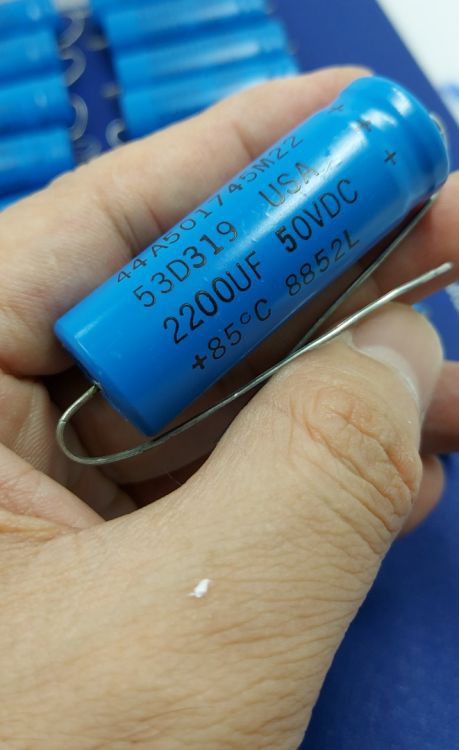 44A501745M22 +
53D319 USA +
2200UF 50VDC +
+85°C 8852L